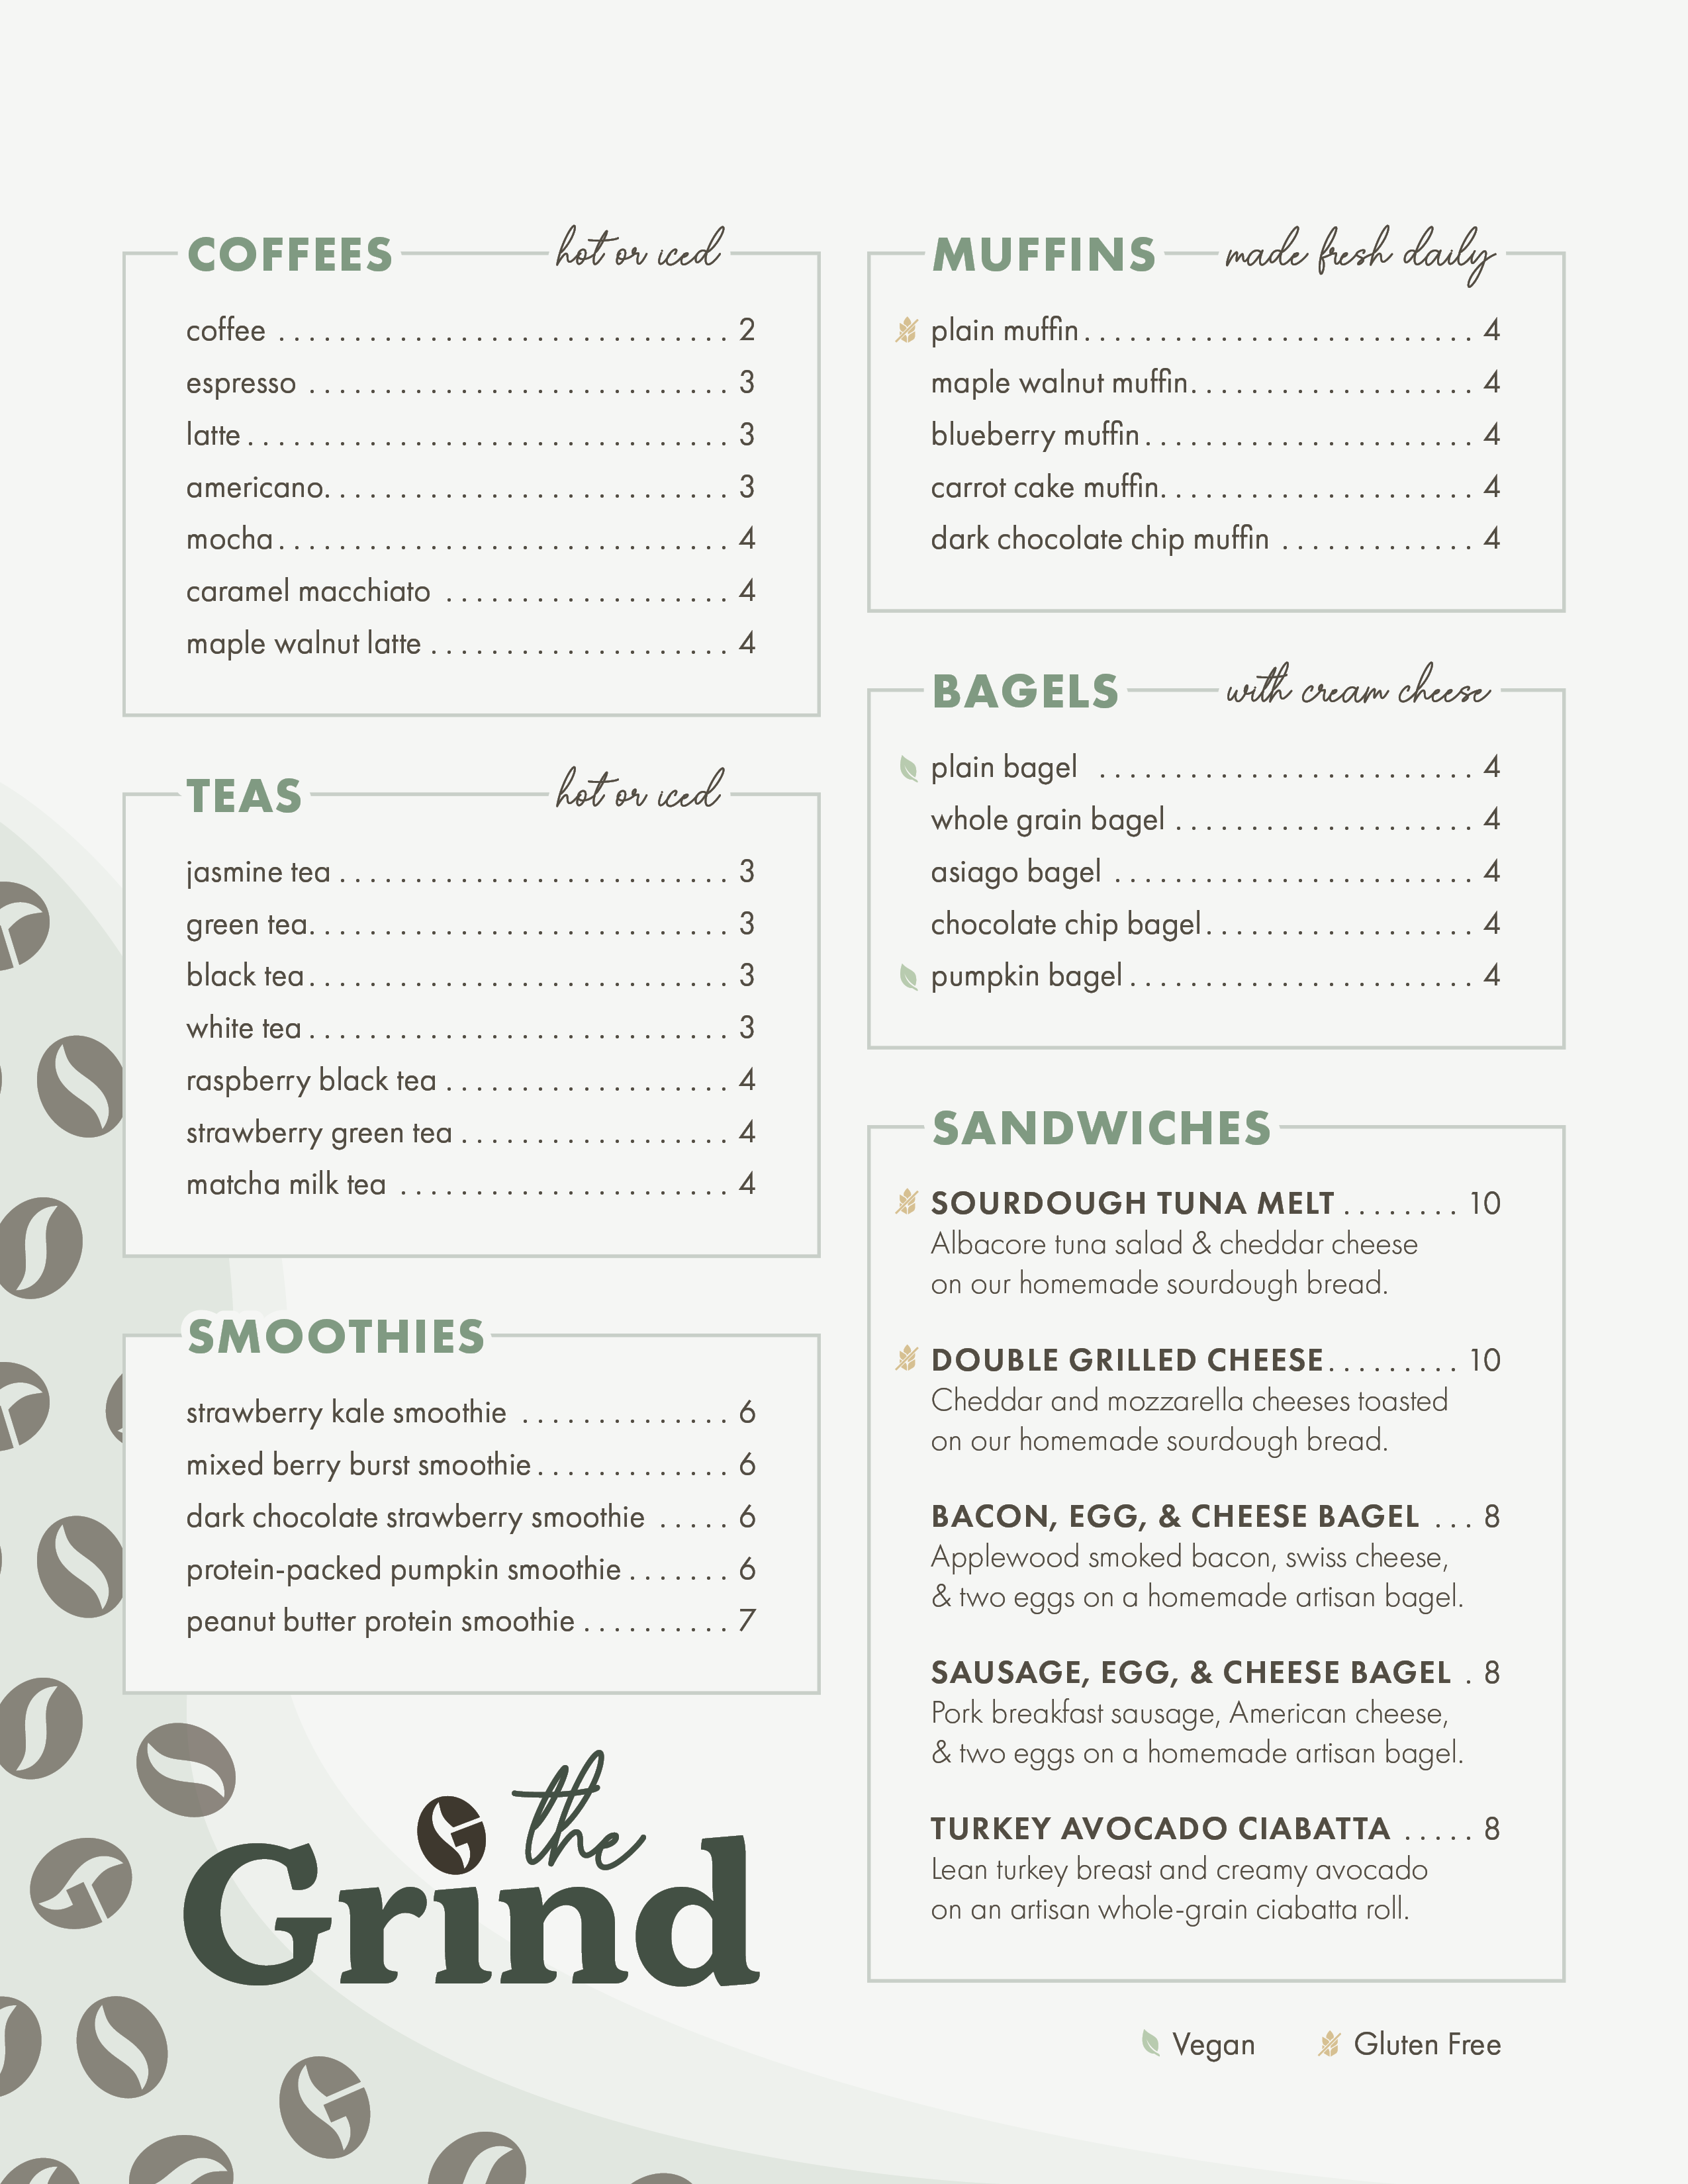 COFFEES hot or iced
coffee . . . . . . . . . . . . . . . . . . . . . . . . . . . . . . 2
espresso . . . . . . . . . . . . . . . . . . . . . . . . . . . . 3
latte . . . . . . . . . . . . . . . . . . . . . . . . . . . . . . . . 3
americano. . . . . . . . . . . . . . . . . . . . . . . . . . . 3
mocha . . . . . . . . . . . . . . . . . . . . . . . . . . . . . . 4
caramel macchiato . . . . . . . . . . . . . . . . . . . 4
maple walnut latte . . . . . . . . . . . . . . . . . . . . 4
TEAS hot or iced
jasmine tea . . . . . . . . . . . . . . . . . . . . . . . . . . 3
green tea. . . . . . . . . . . . . . . . . . . . . . . . . . . . 3
black tea . . . . . . . . . . . . . . . . . . . . . . . . . . . . 3
white tea . . . . . . . . . . . . . . . . . . . . . . . . . . . . 3
raspberry black tea . . . . . . . . . . . . . . . . . . . 4
strawberry green tea . . . . . . . . . . . . . . . . . . 4
matcha milk tea . . . . . . . . . . . . . . . . . . . . . . 4
SMOOTHIES
strawberry kale smoothie . . . . . . . . . . . . . . 6
mixed berry burst smoothie . . . . . . . . . . . . . 6
dark chocolate strawberry smoothie . . . . . 6
protein-packed pumpkin smoothie . . . . . . . 6
peanut butter protein smoothie . . . . . . . . . . 7
the
Grind
MUFFINS made fresh daily
plain muffin . . . . . . . . . . . . . . . . . . . . . . . . . . 4
maple walnut muffin. . . . . . . . . . . . . . . . . . . 4
blueberry muffin . . . . . . . . . . . . . . . . . . . . . . 4
carrot cake muffin. . . . . . . . . . . . . . . . . . . . . 4
dark chocolate chip muffin . . . . . . . . . . . . . 4
BAGELS with cream cheese
plain bagel . . . . . . . . . . . . . . . . . . . . . . . . . 4
whole grain bagel . . . . . . . . . . . . . . . . . . . . 4
asiago bagel . . . . . . . . . . . . . . . . . . . . . . . . 4
chocolate chip bagel . . . . . . . . . . . . . . . . . . 4
pumpkin bagel . . . . . . . . . . . . . . . . . . . . . . . 4
SANDWICHES
SOURDOUGH TUNA MELT . . . . . . . . 10
Albacore tuna salad & cheddar cheese
on our homemade sourdough bread.
DOUBLE GRILLED CHEESE. . . . . . . . . 10
Cheddar and mozzarella cheeses toasted
on our homemade sourdough bread.
BACON, EGG, & CHEESE BAGEL . . . 8
Applewood smoked bacon, swiss cheese,
& two eggs on a homemade artisan bagel.
SAUSAGE, EGG, & CHEESE BAGEL . 8
Pork breakfast sausage, American cheese,
& two eggs on a homemade artisan bagel.
TURKEY AVOCADO CIABATTA . . . . . 8
Lean turkey breast and creamy avocado
on an artisan whole-grain ciabatta roll.
Vegan Gluten Free